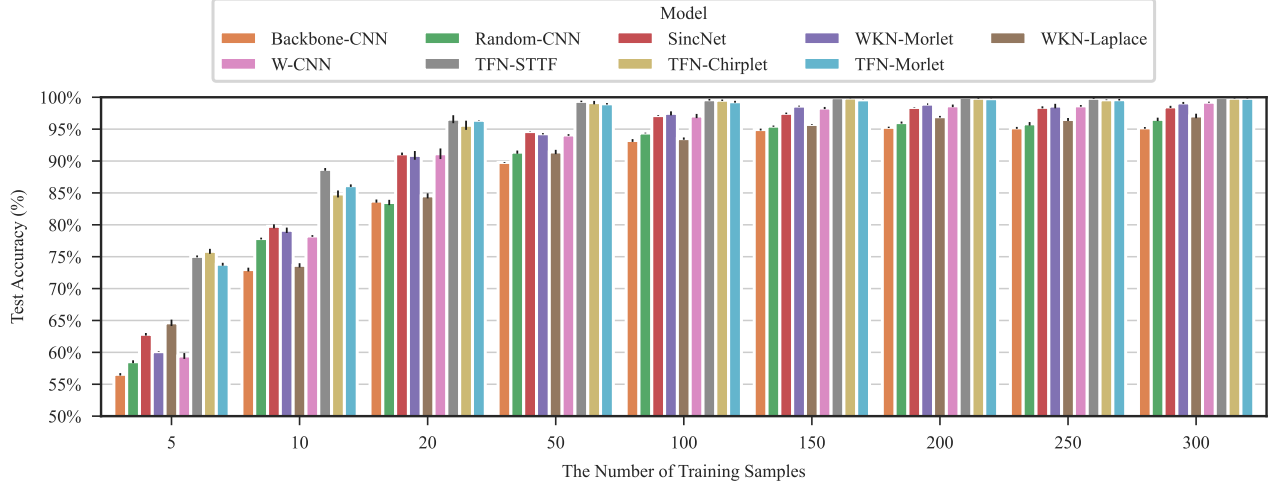 Model
Backbone-CNN Random-CNN SincNet WKN-Morlet WKN-Laplace
W-CNN TFN-STTF TFN-Chirplet TFN-Morlet
Test Accuracy (%)
100%
95%
90%
85%
80%
75%
70%
65%
60%
55%
50%
5 10 20 50 100 150 200 250 300
The Number of Training Samples